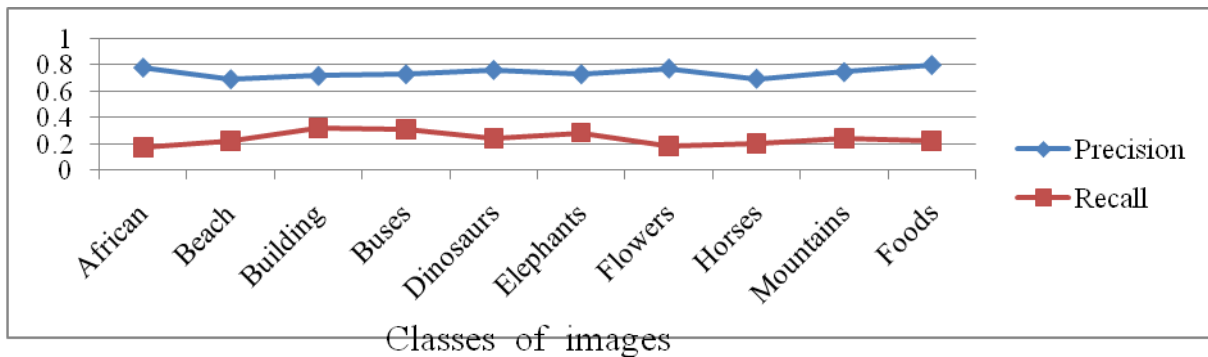 1
0.8
0.6
0.4
0.2
0
African
Beach
Building
Buses
Dinosaurs
Elephants
Flowers
Horses
Mountains
Foods
Classes of images
Precision
Recall